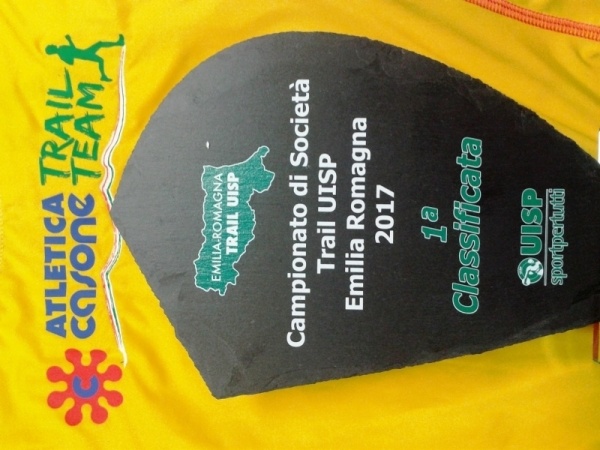 ATLETICA
casone
TRAIL
TEAM
C
EMILIA-ROMAGNA
TRAIL UISP
Campionato di Società
Trail UISP
Emilia Romagna
2017
1a
Classificata
UISP
sportpertutti